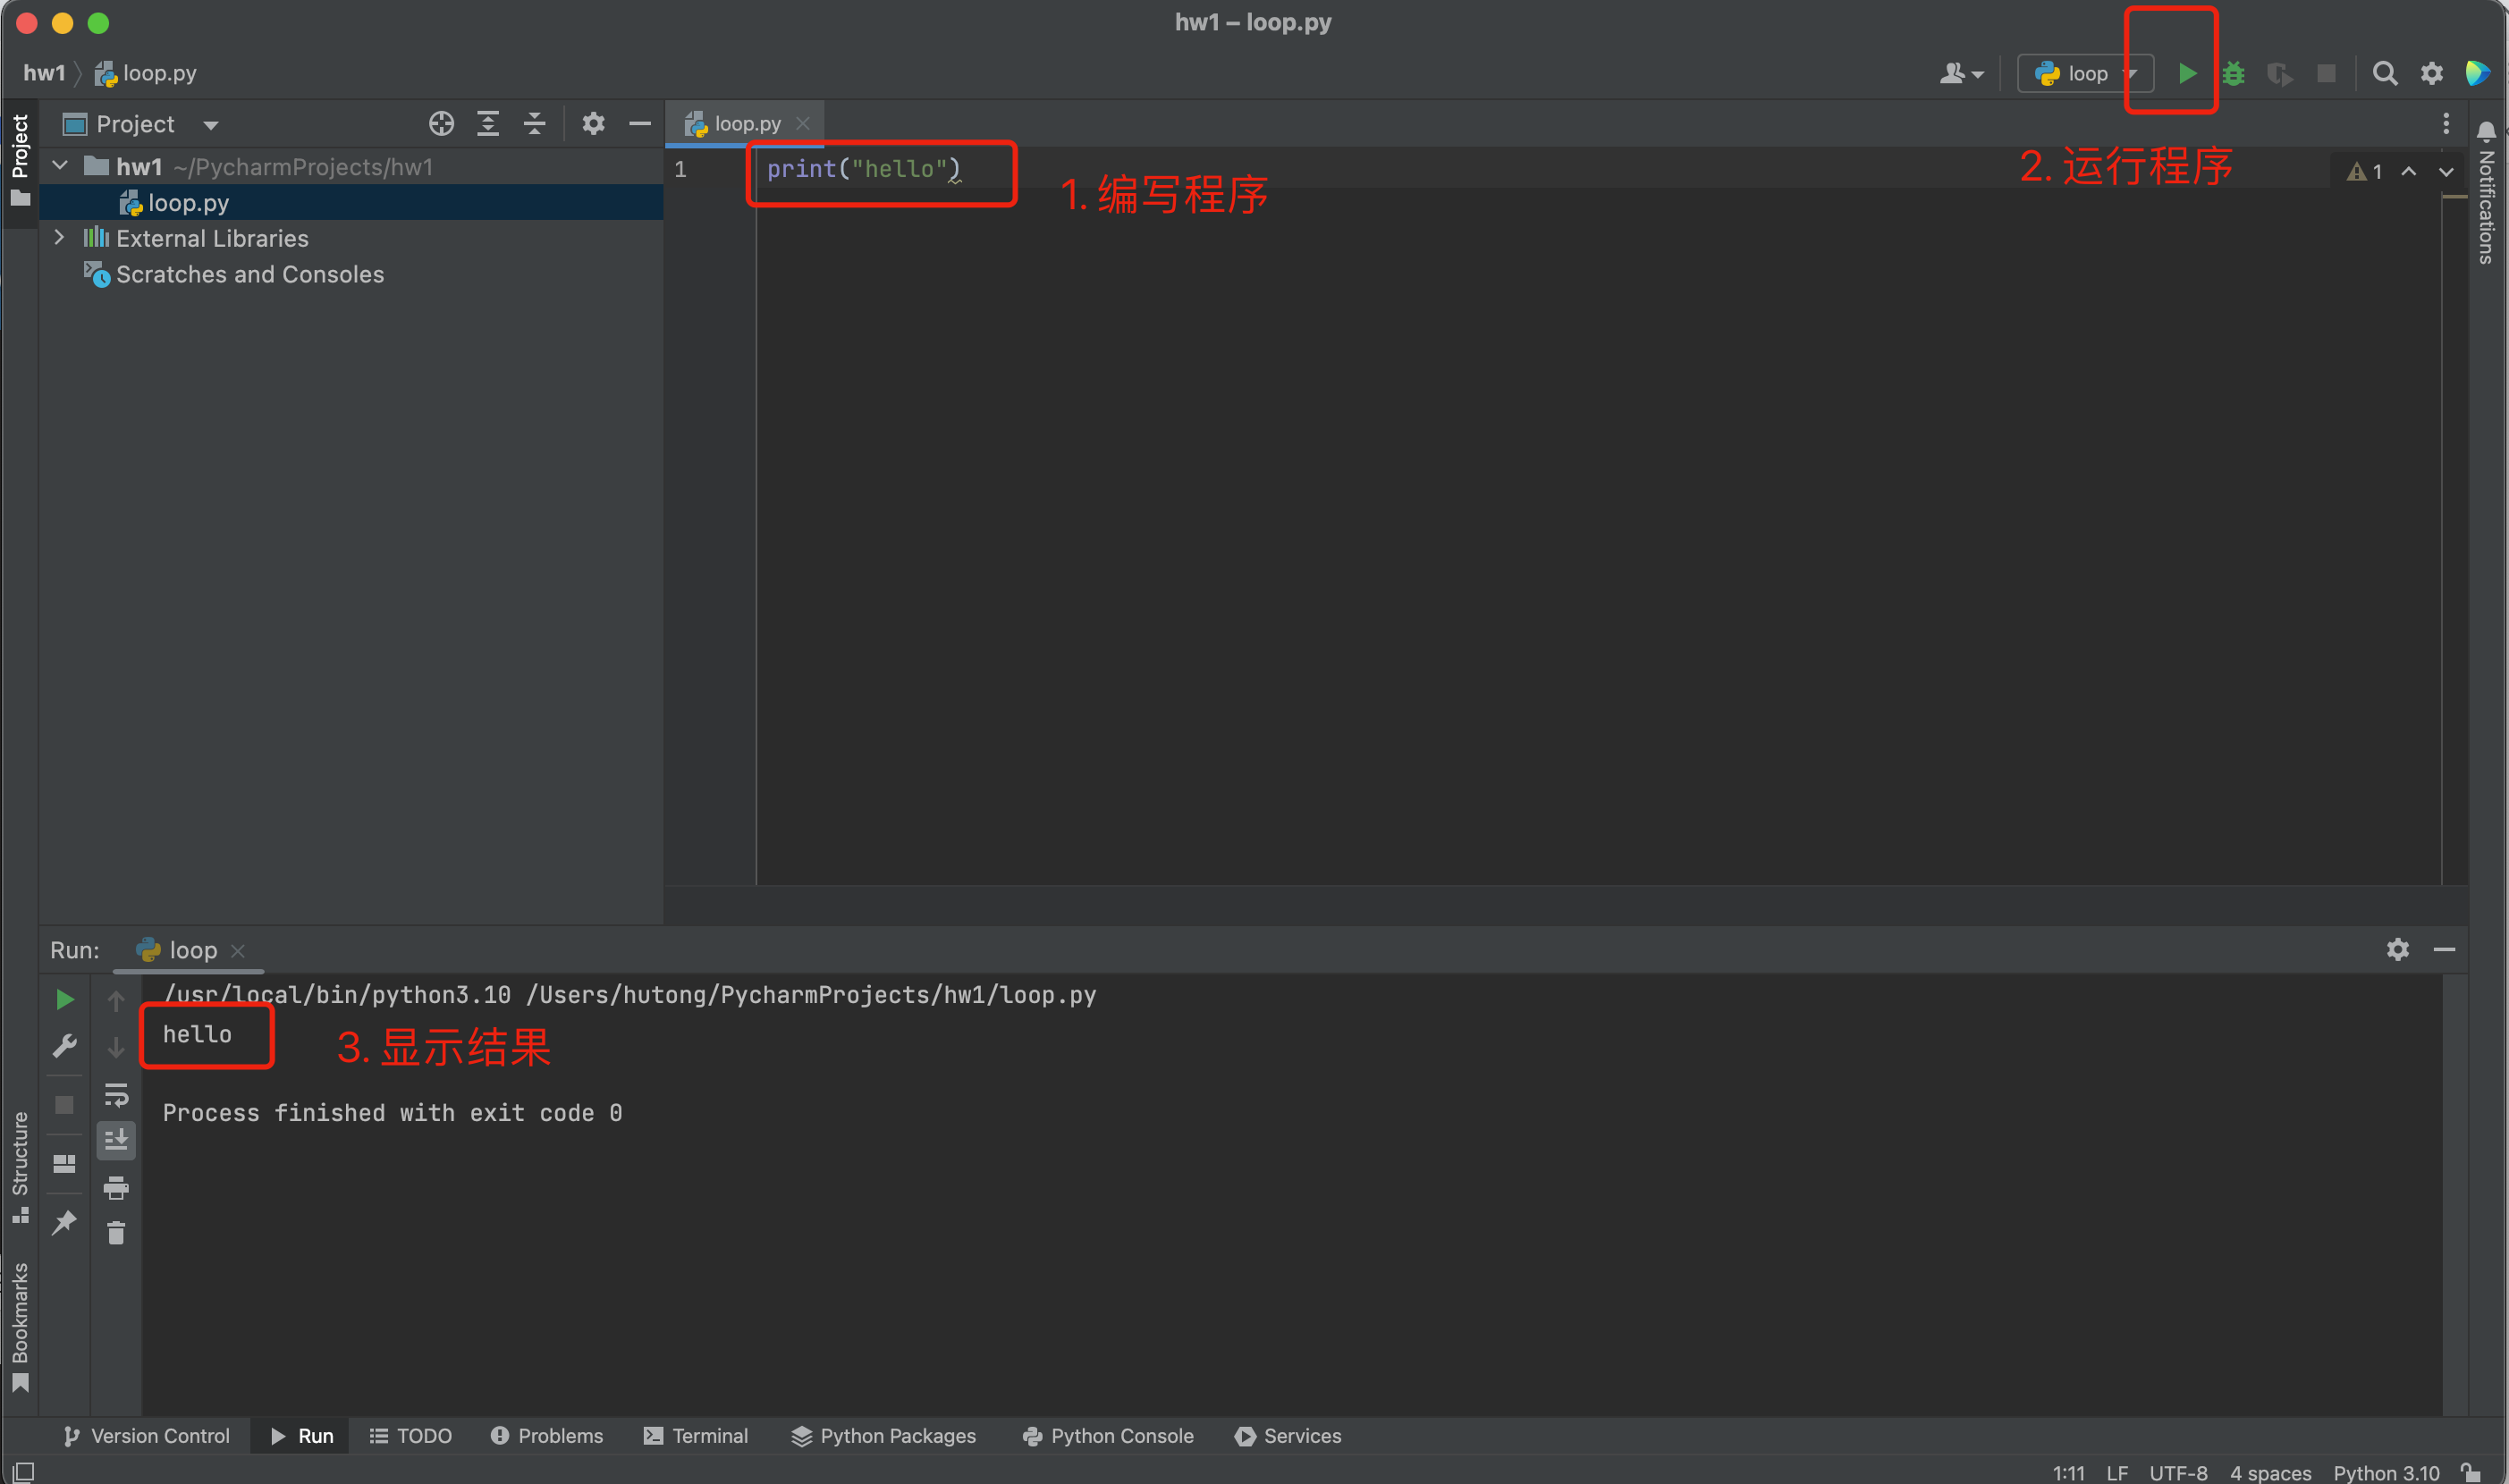 hw1 – loop.py
hw1 loop.py
loop
Project
Project
loop.py
hw1 ~/PycharmProjects/hw1
loop.py
External Libraries
Scratches and Consoles
1 print("hello")
1. 编写程序
2. 运行程序
1
Notifications
Run: loop
/usr/local/bin/python3.10 /Users/hutong/PycharmProjects/hw1/loop.py
hello
3. 显示结果
Process finished with exit code 0
Structure
Bookmarks
Version Control Run TODO Problems Terminal Python Packages Python Console Services
1:11 LF UTF-8 4 spaces Python 3.10